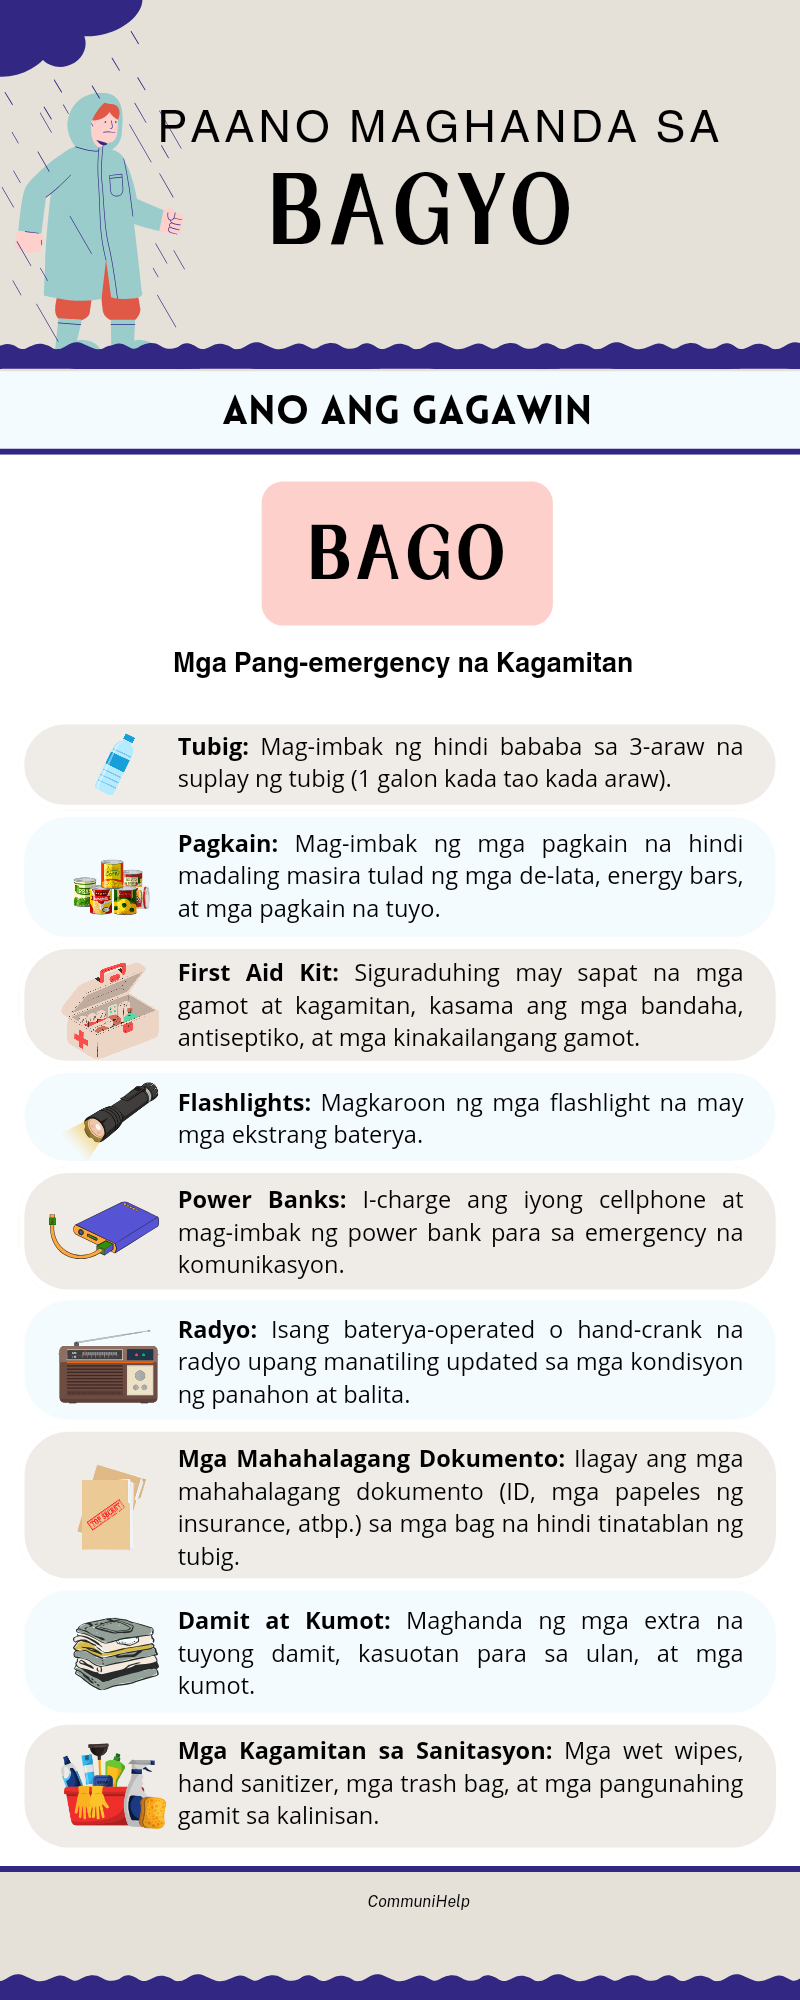 PAANO MAGHANDA SA
BAGYO
ANO ANG GAGAWIN
BAGO
Mga Pang-emergency na Kagamitan
Tubig: Mag-imbak ng hindi bababa sa 3-araw na
suplay ng tubig (1 galon kada tao kada araw).
Pagkain: Mag-imbak ng mga pagkain na hindi
madaling masira tulad ng mga de-lata, energy bars,
at mga pagkain na tuyo.
First Aid Kit: Siguraduhing may sapat na mga
gamot at kagamitan, kasama ang mga bandaha,
antiseptiko, at mga kinakailangang gamot.
Flashlights: Magkaroon ng mga flashlight na may
mga ekstrang baterya.
Power Banks: I-charge ang iyong cellphone at
mag-imbak ng power bank para sa emergency na
komunikasyon.
Radyo: Isang baterya-operated o hand-crank na
radyo upang manatiling updated sa mga kondisyon
ng panahon at balita.
Mga Mahahalagang Dokumento: Ilagay ang mga
mahahalagang dokumento (ID, mga papeles ng
insurance, atbp.) sa mga bag na hindi tinatablan ng
tubig.
TOP SECRET
Damit at Kumot: Maghanda ng mga extra na
tuyong damit, kasuotan para sa ulan, at mga
kumot.
Mga Kagamitan sa Sanitasyon: Mga wet wipes,
hand sanitizer, mga trash bag, at mga pangunahing
gamit sa kalinisan.
CommuniHelp